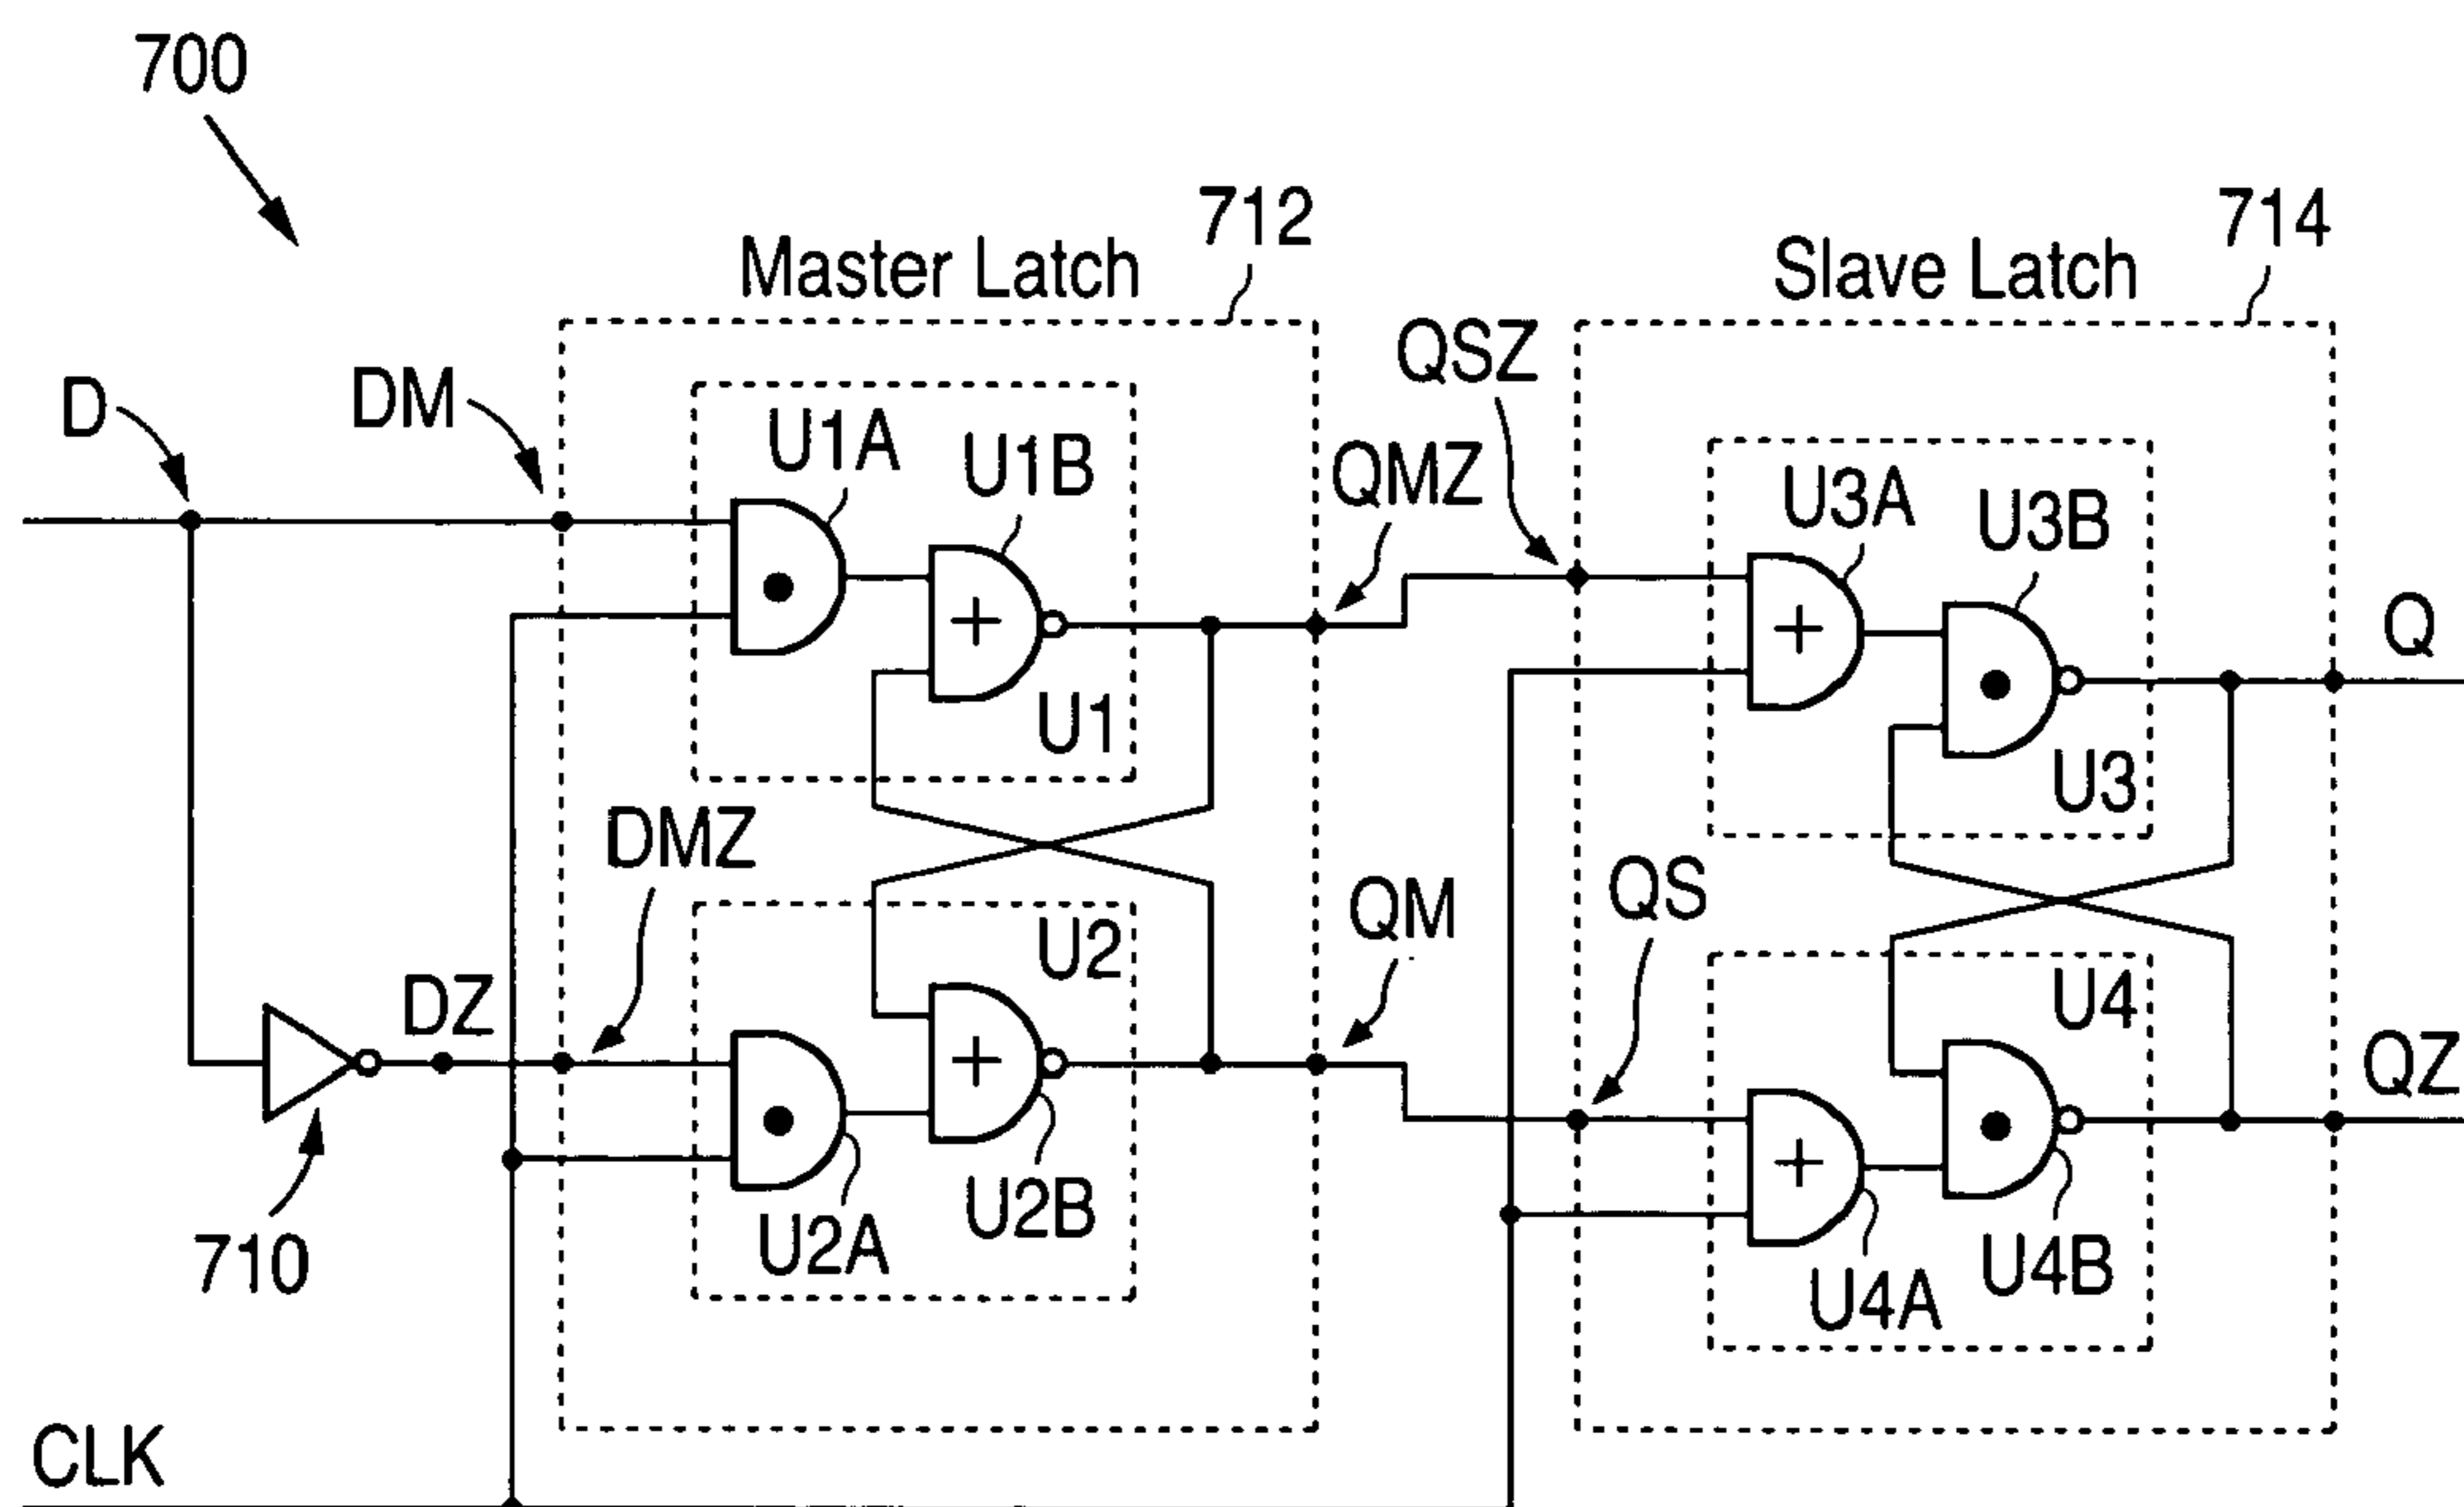 700
712
714
Master Latch
Slave Latch
QSZ
D
DM
U1A
U1B
QMZ
U3A
U3B
Q
U1
U3
DMZ
QM
QS
U2
U4
DZ
QZ
U2A
U2B
U4A
U4B
710
CLK